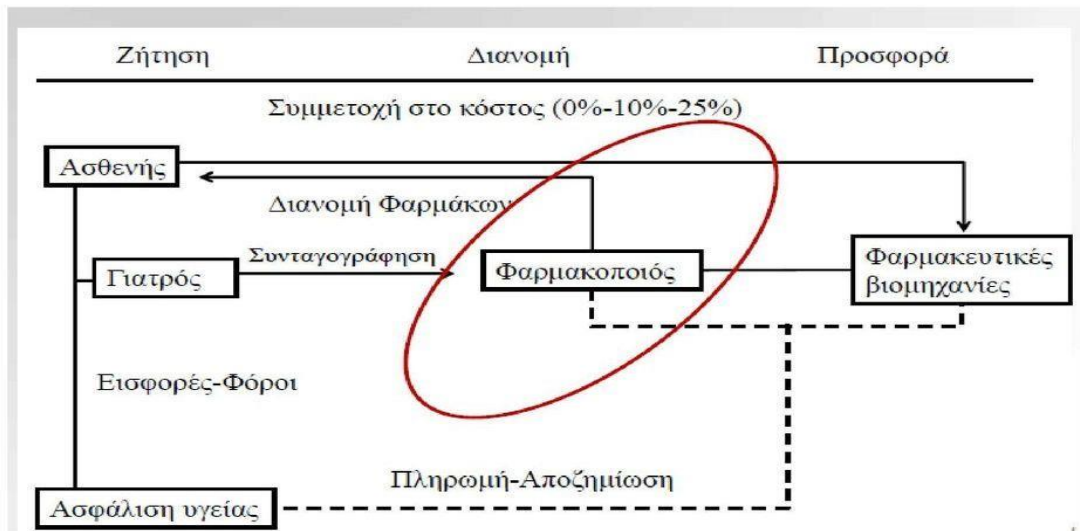 Ζήτηση Διανομή Προσφορά
Συμμετοχή στο κόστος (0%-10%-25%)
Ασθενής
Διανομή Φαρμάκων
Συνταγογράφηση
Γιατρός
Φαρμακοποιός
Φαρμακευτικές
βιομηχανίες
Εισφορές-Φόροι
Πληρωμή-Αποζημίωση
Ασφάλιση υγείας